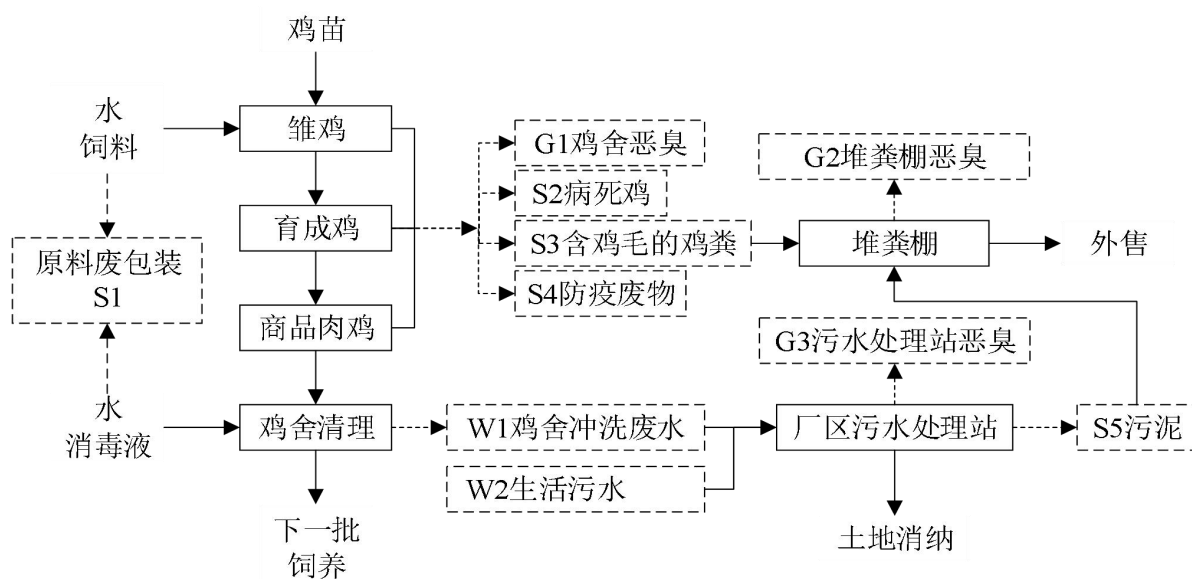 鸡苗
水
饲料
雏鸡
G1鸡舍恶臭
G2堆粪棚恶臭
S2病死鸡
育成鸡
S3含鸡毛的鸡粪
堆粪棚
外售
原料废包装
S1
S4防疫废物
商品肉鸡
G3污水处理站恶臭
水
消毒液
鸡舍清理
W1鸡舍冲洗废水
厂区污水处理站
S5污泥
W2生活污水
下一批
饲养
土地消纳